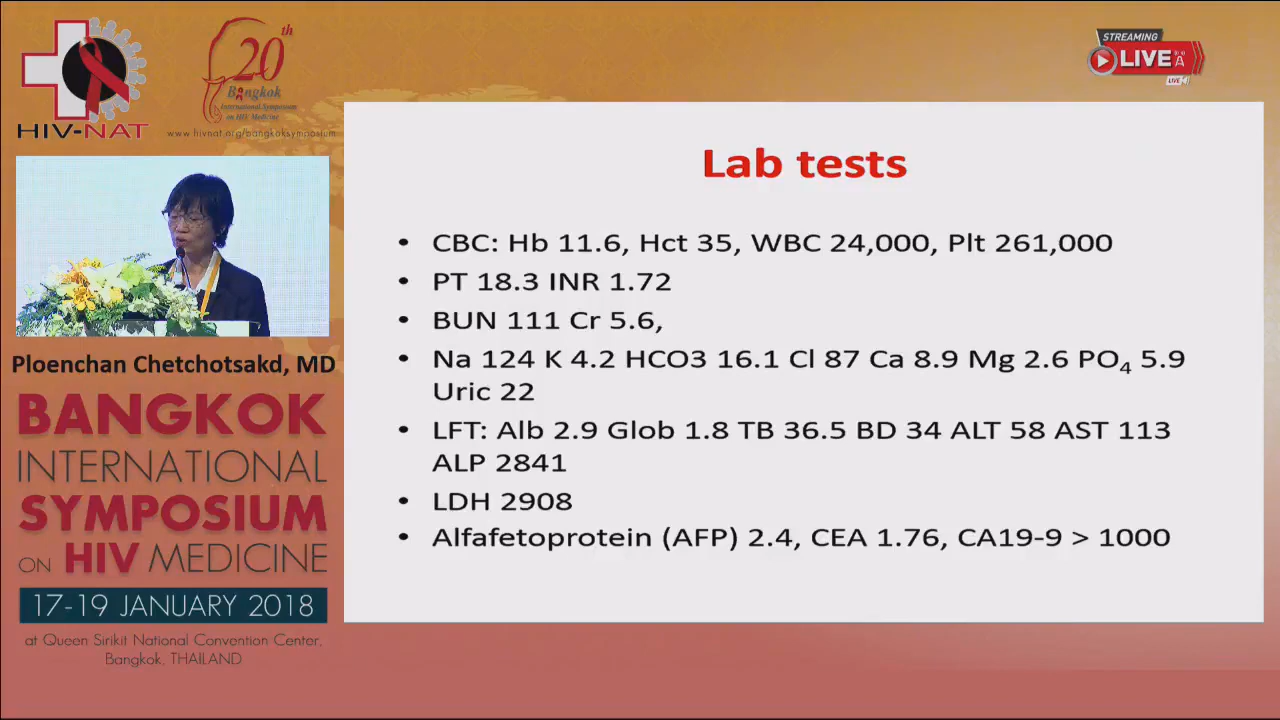 STREAMING
LIVE
LIVE
HIV-NAT
20th
Bangkok
International Symposium
on HIV Medicine
www.hivnat.org/bangkoksymposium
Ploenchan Chetchotsakd, MD
BANGKOK
INTERNATIONAL
SYMPOSIUM
ON HIV MEDICINE
17-19 JANUARY 2018
at Queen Sirikit National Convention Center,
Bangkok, THAILAND
Lab tests
• CBC: Hb 11.6, Hct 35, WBC 24,000, Plt 261,000
• PT 18.3 INR 1.72
• BUN 111 Cr 5.6,
• Na 124 K 4.2 HCO3 16.1 Cl 87 Ca 8.9 Mg 2.6 PO₄ 5.9
Uric 22
• LFT: Alb 2.9 Glob 1.8 TB 36.5 BD 34 ALT 58 AST 113
ALP 2841
• LDH 2908
• Alfafetoprotein (AFP) 2.4, CEA 1.76, CA19-9 > 1000